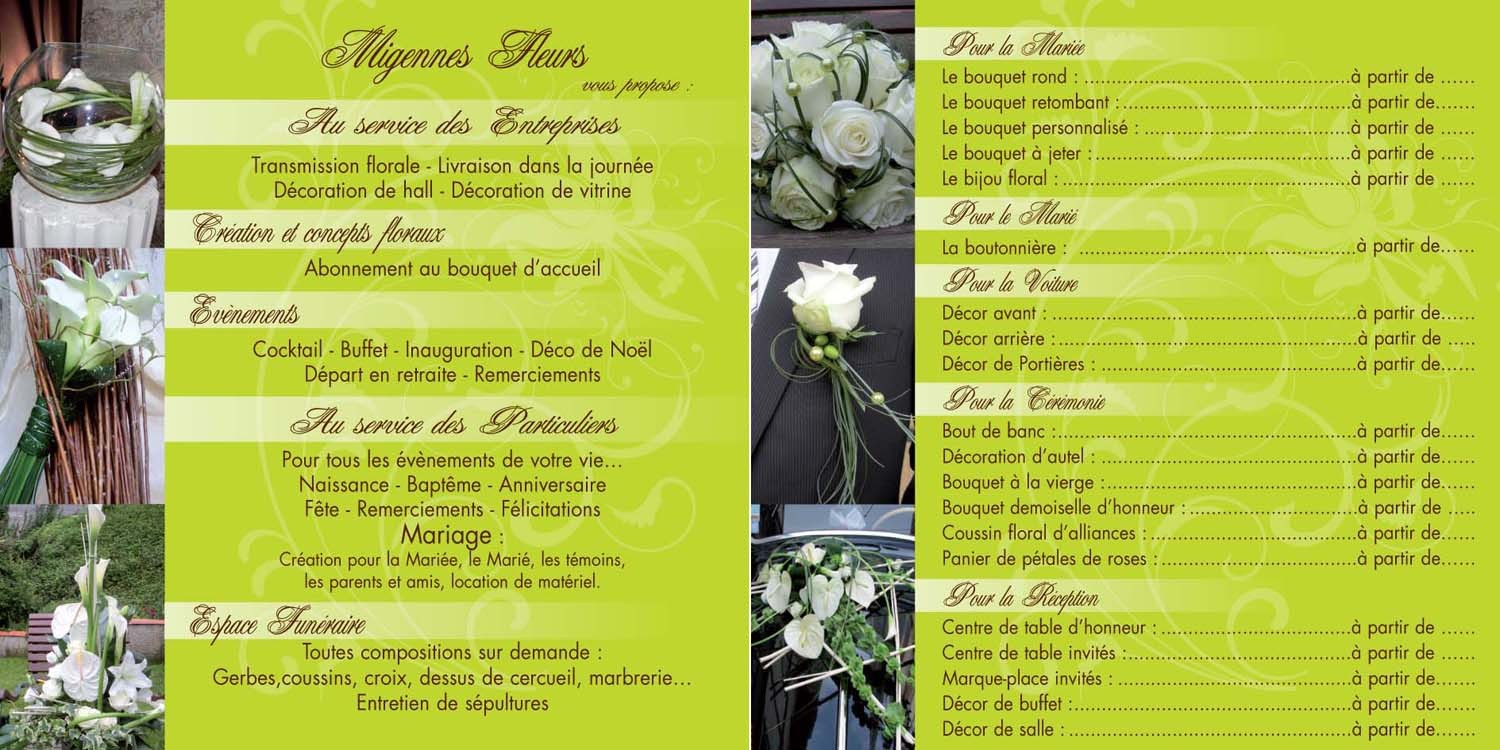 Migennes Fleurs
vous propose :
Au service des Entreprises
Transmission florale - Livraison dans la journée
Décoration de hall - Décoration de vitrine
Création et concepts floraux
Abonnement au bouquet d’accueil
Evènements
Cocktail - Buffet - Inauguration - Déco de Noël
Départ en retraite - Remerciements
Au service des Particuliers
Pour tous les évènements de votre vie...
Naissance - Baptême - Anniversaire
Fête - Remerciements - Félicitations
Mariage :
Création pour la Mariée, le Marié, les témoins,
les parents et amis, location de matériel.
Espace Funéraire
Toutes compositions sur demande :
Gerbes,coussins, croix, dessus de cercueil, marbrerie...
Entretien de sépultures
Pour la Mariée
Le bouquet rond : ................................................à partir de ......
Le bouquet retombant : .........................................à partir de.......
Le bouquet personnalisé : .....................................à partir de ......
Le bouquet à jeter : ..............................................à partir de ......
Le bijou floral : ....................................................à partir de ......
Pour le Marié
La boutonnière : ..................................................à partir de......
Pour la Voiture
Décor avant : .......................................................à partir de......
Décor arrière : ......................................................à partir de .....
Décor de Portières : ..............................................à partir de......
Pour la Cérémonie
Bout de banc : ......................................................à partir de......
Décoration d’autel : ..............................................à partir de......
Bouquet à la vierge : .............................................à partir de......
Bouquet demoiselle d’honneur : ..............................à partir de .....
Coussin floral d’alliances : .....................................à partir de......
Panier de pétales de roses : ...................................à partir de......
Pour la Réception
Centre de table d’honneur : ...................................à partir de ......
Centre de table invités : ........................................à partir de ......
Marque-place invités : ..........................................à partir de ......
Décor de buffet : ..................................................à partir de.......
Décor de salle : ...................................................à partir de.......